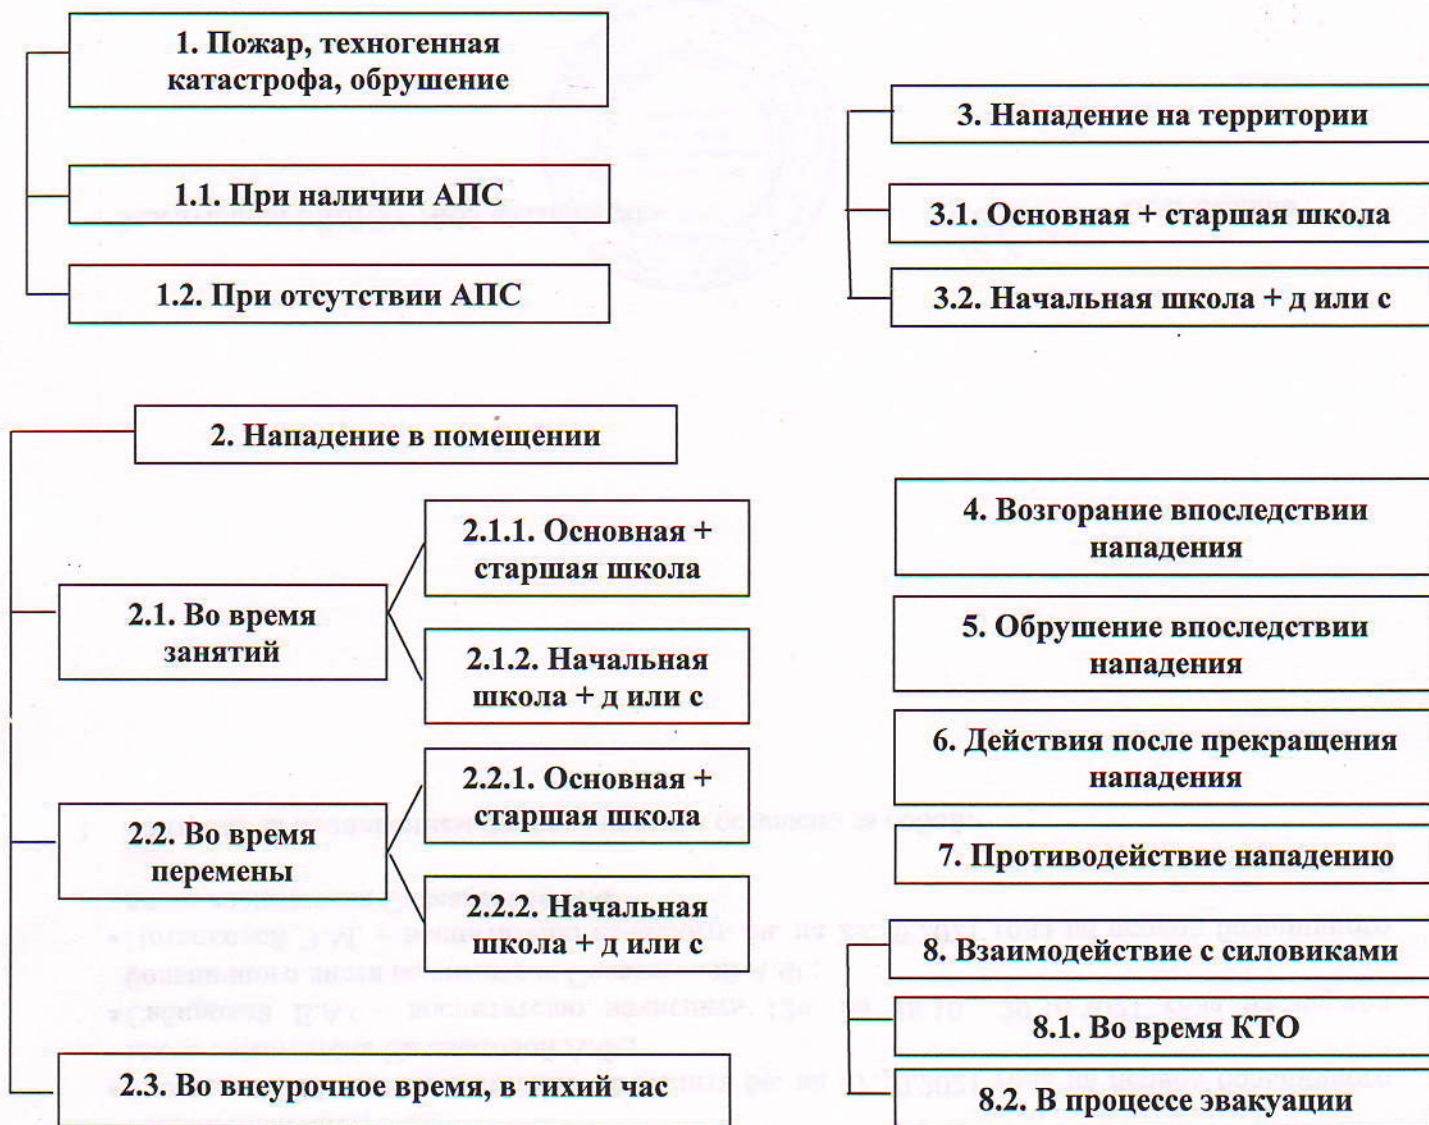 1. Пожар, техногенная
катастрофа, обрушение
1.1. При наличии АПС
1.2. При отсутствии АПС
3. Нападение на территории
3.1. Основная + старшая школа
3.2. Начальная школа + д или с
2. Нападение в помещении
2.1. Во время
занятий
2.1.1. Основная +
старшая школа
2.1.2. Начальная
школа + д или с
2.2. Во время
перемены
2.2.1. Основная +
старшая школа
2.2.2. Начальная
школа + д или с
2.3. Во внеурочное время, в тихий час
4. Возгорание впоследствии
нападения
5. Обрушение впоследствии
нападения
6. Действия после прекращения
нападения
7. Противодействие нападению
8. Взаимодействие с силовиками
8.1. Во время КТО
8.2. В процессе эвакуации